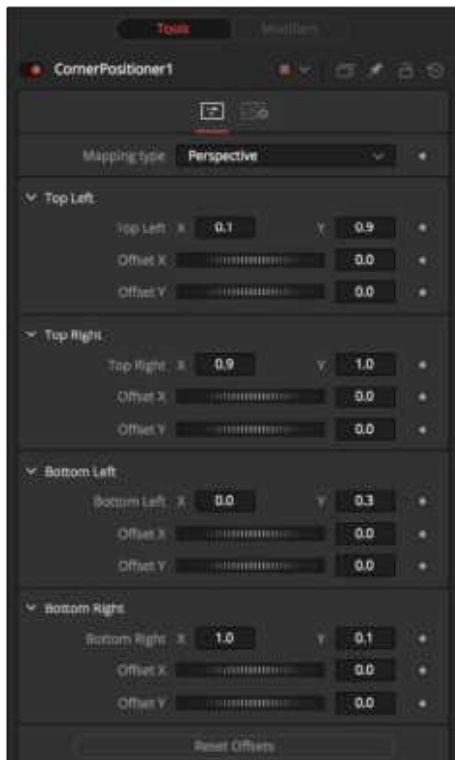 Tools Modifiers
CornerPositioner1
Mapping type Perspective
Top Left
Top Left X 0.1 Y 0.9
Offset X 0.0
Offset Y 0.0
Top Right
Top Right X 0.9 Y 1.0
Offset X 0.0
Offset Y 0.0
Bottom Left
Bottom Left X 0.0 Y 0.3
Offset X 0.0
Offset Y 0.0
Bottom Right
Bottom Right X 1.0 Y 0.1
Offset X 0.0
Offset Y 0.0
Reset Offsets